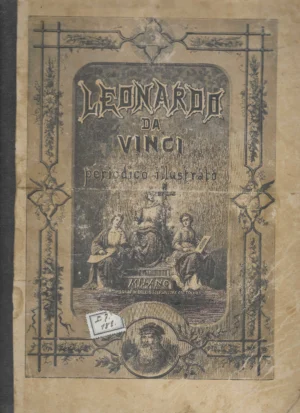 LEONARDO
DA
VINCI
periodico illustrato
MILANO